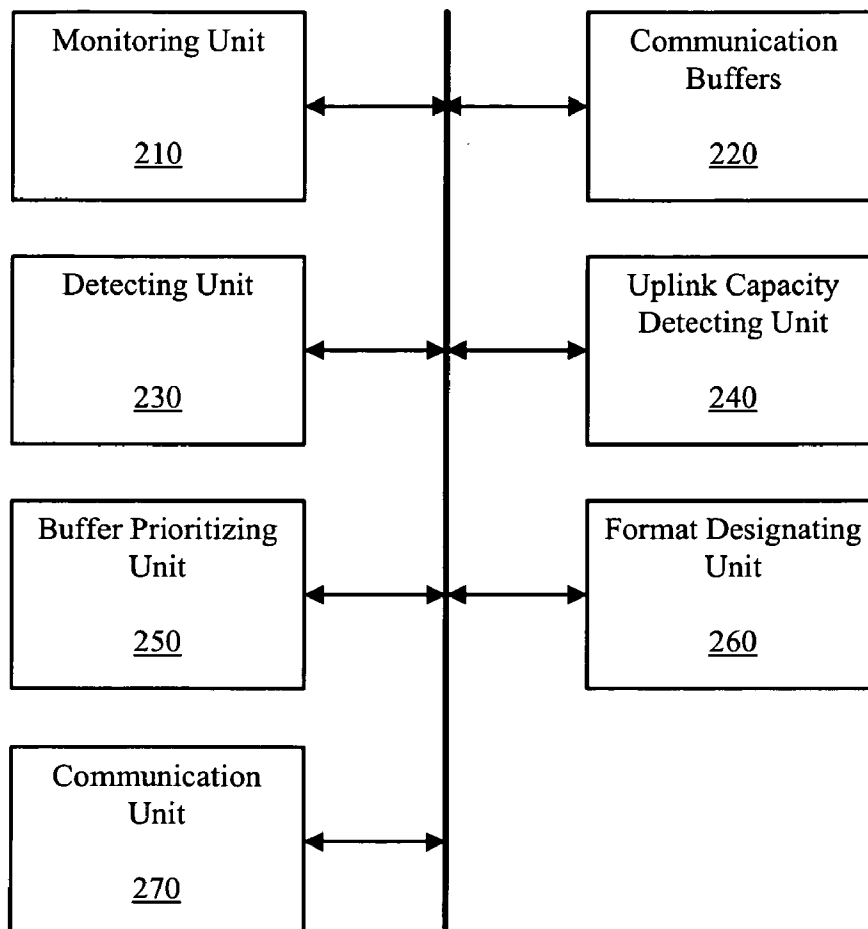 Monitoring Unit
210
Communication
Buffers
220
Detecting Unit
230
Uplink Capacity
Detecting Unit
240
Buffer Prioritizing
Unit
250
Format Designating
Unit
260
Communication
Unit
270